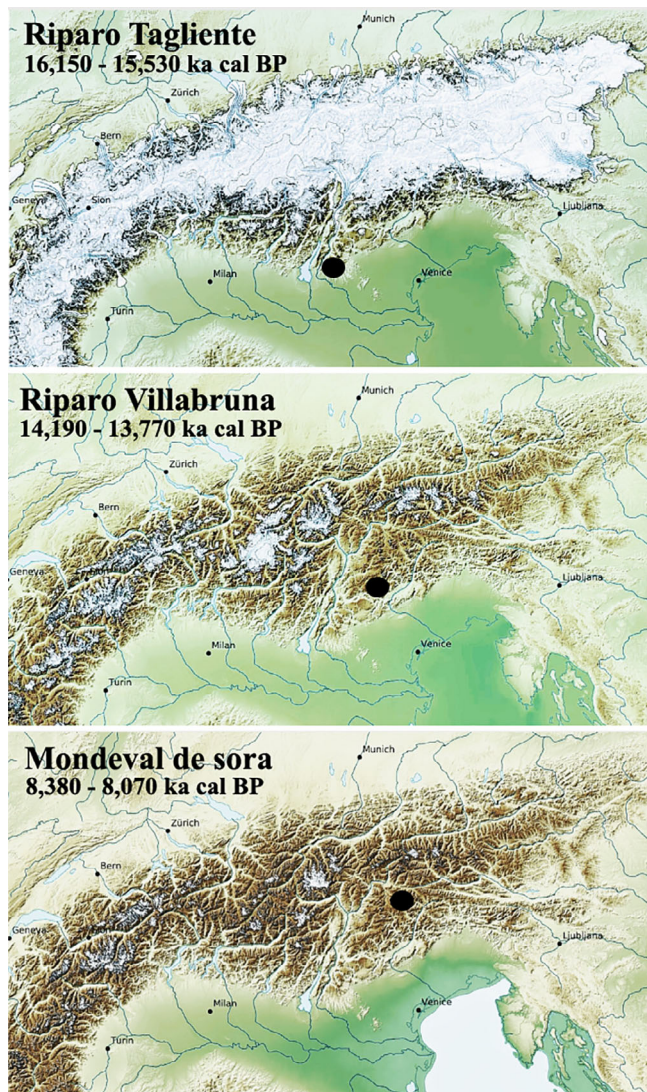 Riparo Tagliente
16,150 - 15,530 ka cal BP
Munich
Zürich
Bern
Geneva
Sion
Ljubljana
Milan
Venice
Turin
Riparo Villabruna
14,190 - 13,770 ka cal BP
Munich
Zürich
Bern
Geneva
Ljubljana
Milan
Venice
Turin
Mondeval de sora
8,380 - 8,070 ka cal BP
Munich
Zürich
Bern
Geneva
Ljubljana
Milan
Venice
Turin